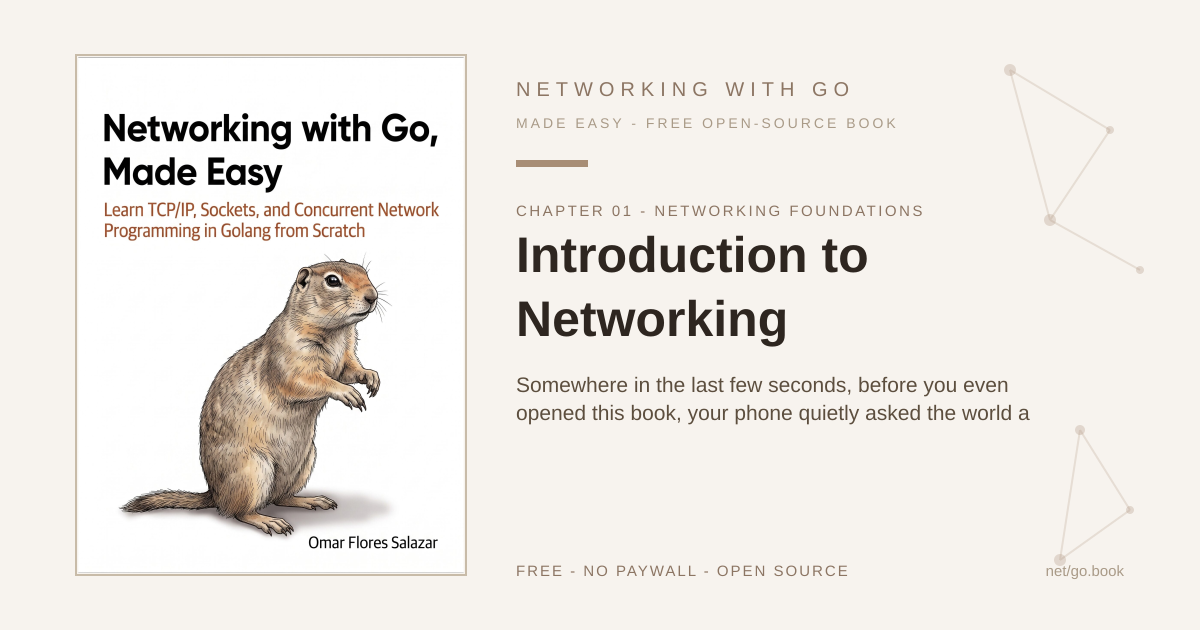 Networking with Go,
Made Easy
Learn TCP/IP, Sockets, and Concurrent Network
Programming in Golang from Scratch
Omar Flores Salazar
NETWORKING WITH GO
MADE EASY - FREE OPEN-SOURCE BOOK
CHAPTER 01 - NETWORKING FOUNDATIONS
Introduction to
Networking
Somewhere in the last few seconds, before you even
opened this book, your phone quietly asked the world a
FREE - NO PAYWALL - OPEN SOURCE
net/go.book